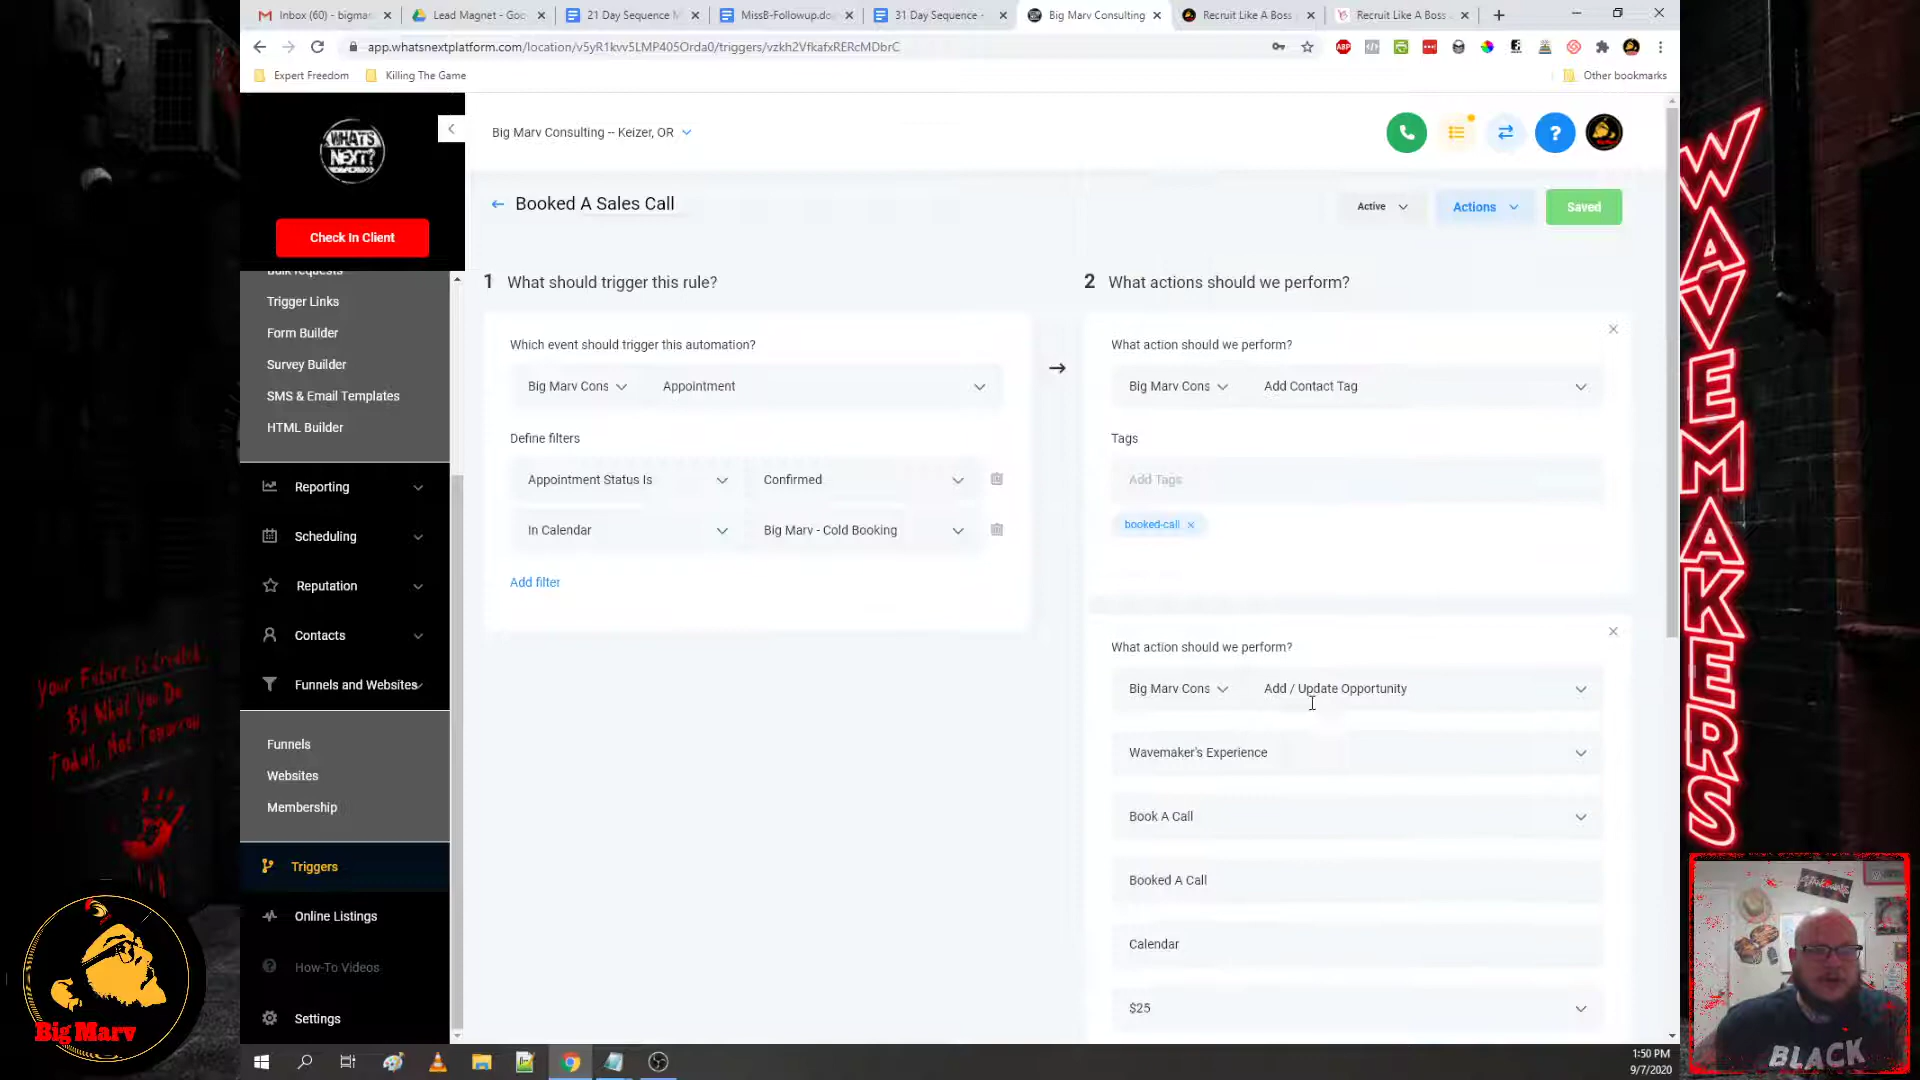 Inbox (60) - bigmar
Lead Magnet - Goo
21 Day Sequence M
MissB-Followup.do
31 Day Sequence -
Big Marv Consulting
Recruit Like A Boss
Recruit Like A Boss
app.whatsnextplatform.com/location/v5yR1kvv5LMP405Orda0/triggers/vzkh2VfkafxRERcMDbrC
ABP
Expert Freedom
Killing The Game
Other bookmarks
WHATS
NEXT?
Big Marv Consulting -- Keizer, OR
Check In Client
Booked A Sales Call
Active
Actions
Saved
Bulk Requests
Trigger Links
Form Builder
Survey Builder
SMS & Email Templates
HTML Builder
Reporting
Scheduling
Reputation
Contacts
Funnels and Websites
Funnels
Websites
Membership
Triggers
Online Listings
How-To Videos
Settings
1 What should trigger this rule?
Which event should trigger this automation?
Big Marv Cons
Appointment
Define filters
Appointment Status Is
Confirmed
In Calendar
Big Marv - Cold Booking
Add filter
2 What actions should we perform?
What action should we perform?
Big Marv Cons
Add Contact Tag
Tags
Add Tags
booked-call
What action should we perform?
Big Marv Cons
Add / Update Opportunity
Wavemaker's Experience
Book A Call
Booked A Call
Calendar
$25
Your Future Is Created
By What You Do
Today, Not Tomorrow
Big Marv
WAVEMAKERS
BLACK
1:50 PM
9/7/2020